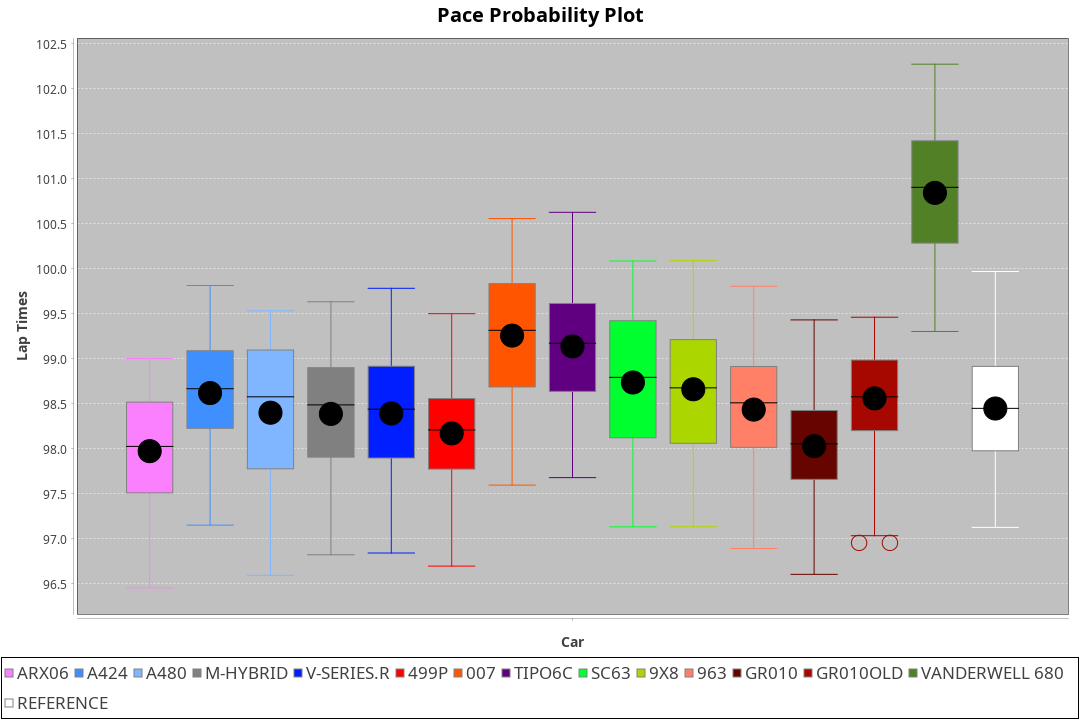 Pace Probability Plot
102.5
102.0
101.5
101.0
100.5
100.0
99.5
99.0
98.5
98.0
97.5
97.0
96.5
Lap Times
Car
ARX06 A424 A480 M-HYBRID V-SERIES.R 499P 007 TIPO6C SC63 9X8 963 GR010 GR010OLD VANDERWELL 680
REFERENCE